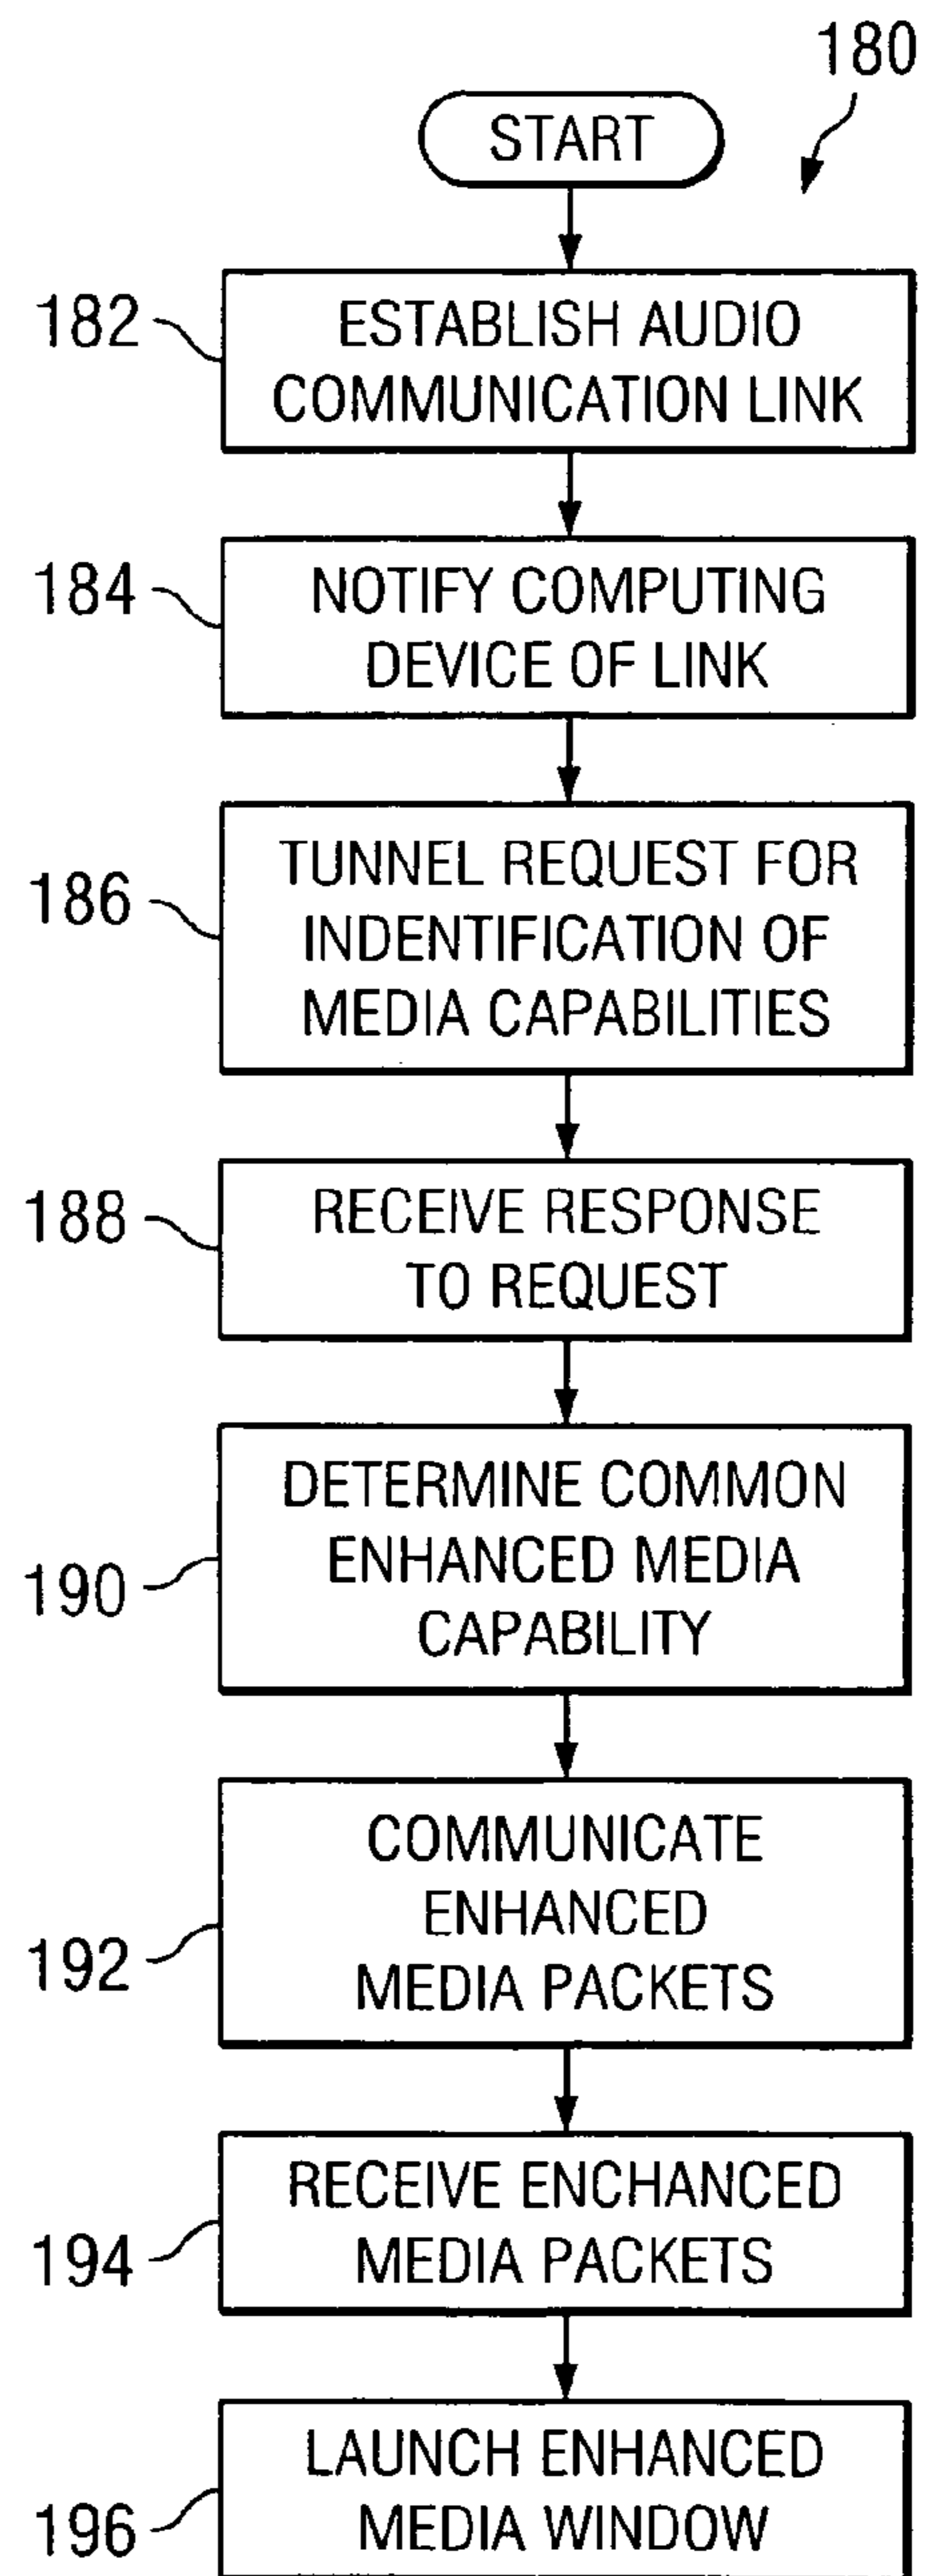 180
START
182
ESTABLISH AUDIO
COMMUNICATION LINK
184
NOTIFY COMPUTING
DEVICE OF LINK
186
TUNNEL REQUEST FOR
INDENTIFICATION OF
MEDIA CAPABILITIES
188
RECEIVE RESPONSE
TO REQUEST
190
DETERMINE COMMON
ENHANCED MEDIA
CAPABILITY
192
COMMUNICATE
ENHANCED
MEDIA PACKETS
194
RECEIVE ENCHANCED
MEDIA PACKETS
196
LAUNCH ENHANCED
MEDIA WINDOW